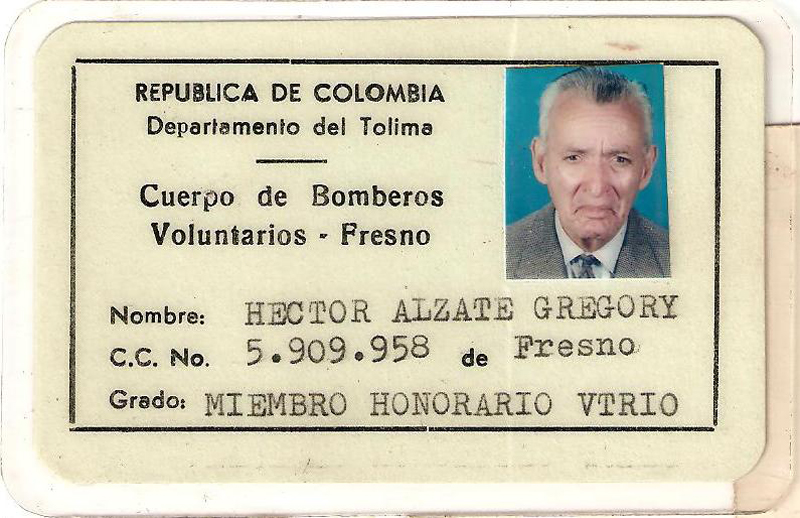 REPUBLICA DE COLOMBIA
Departamento del Tolima
Cuerpo de Bomberos
Voluntarios - Fresno
Nombre: HECTOR ALZATE GREGORY
C.C. No. 5.909.958 de Fresno
Grado: MIEMBRO HONORARIO VTRIO